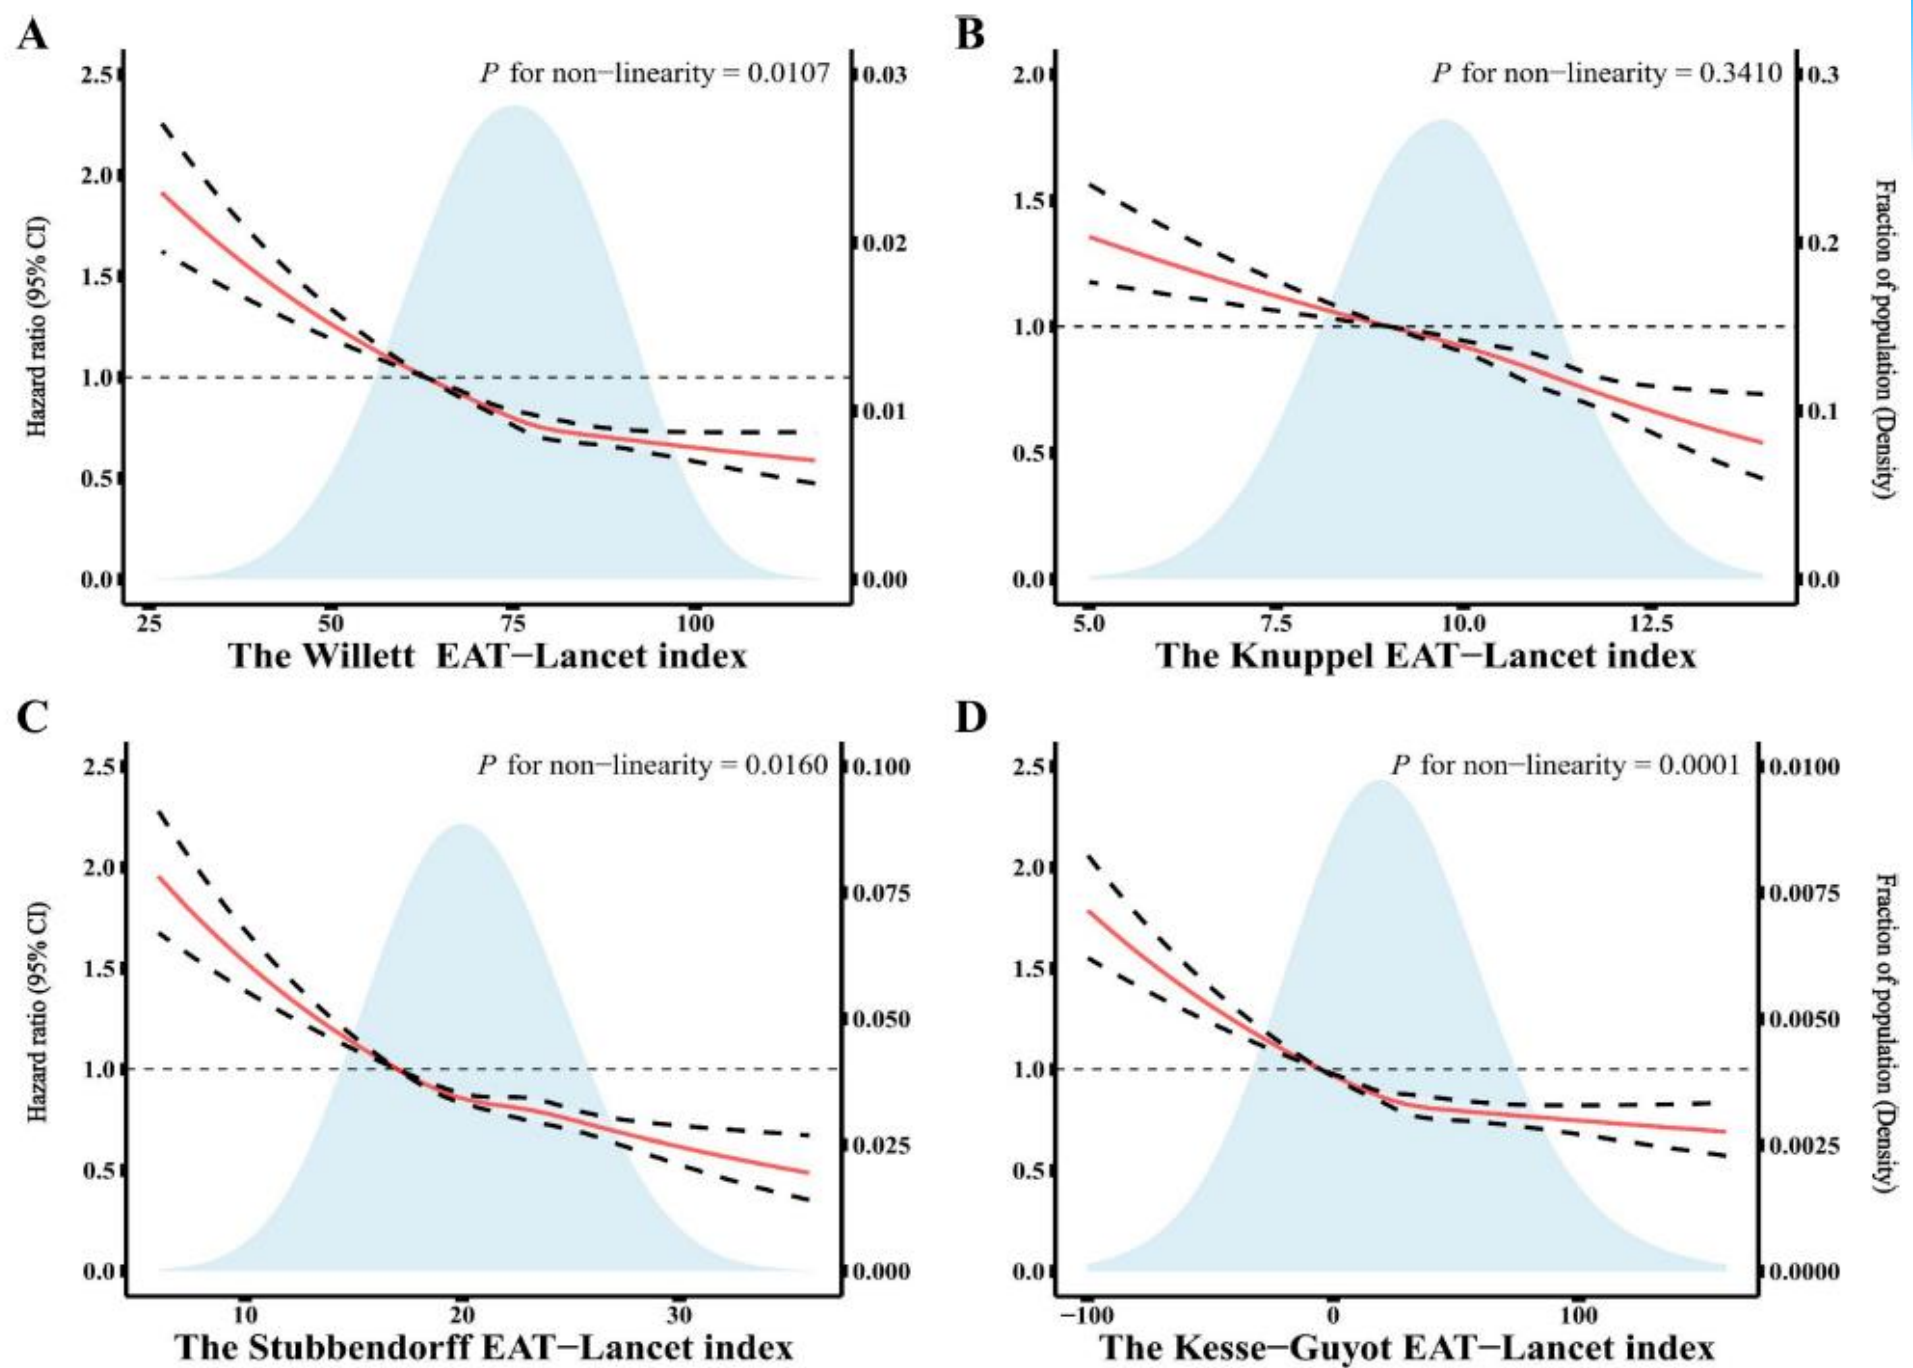 A
P for non−linearity = 0.0107
2.5
2.0
1.5
1.0
0.5
0.0
Hazard ratio (95% CI)
0.03
0.02
0.01
0.00
25 50 75 100
The Willett EAT−Lancet index
B
P for non−linearity = 0.3410
2.0
1.5
1.0
0.5
0.0
0.3
0.2
0.1
0.0
Fraction of population (Density)
5.0 7.5 10.0 12.5
The Knuppel EAT−Lancet index
C
P for non−linearity = 0.0160
2.5
2.0
1.5
1.0
0.5
0.0
Hazard ratio (95% CI)
0.100
0.075
0.050
0.025
0.000
10 20 30
The Stubbendorff EAT−Lancet index
D
P for non−linearity = 0.0001
2.5
2.0
1.5
1.0
0.5
0.0
0.0100
0.0075
0.0050
0.0025
0.0000
Fraction of population (Density)
−100 0 100
The Kesse−Guyot EAT−Lancet index